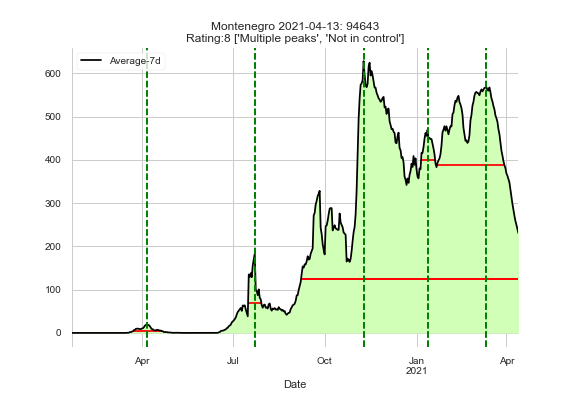 Montenegro 2021-04-13: 94643
Rating:8 ['Multiple peaks', 'Not in control']
Average-7d
600
500
400
300
200
100
0
Apr
Jul
Oct
Jan
2021
Apr
Date